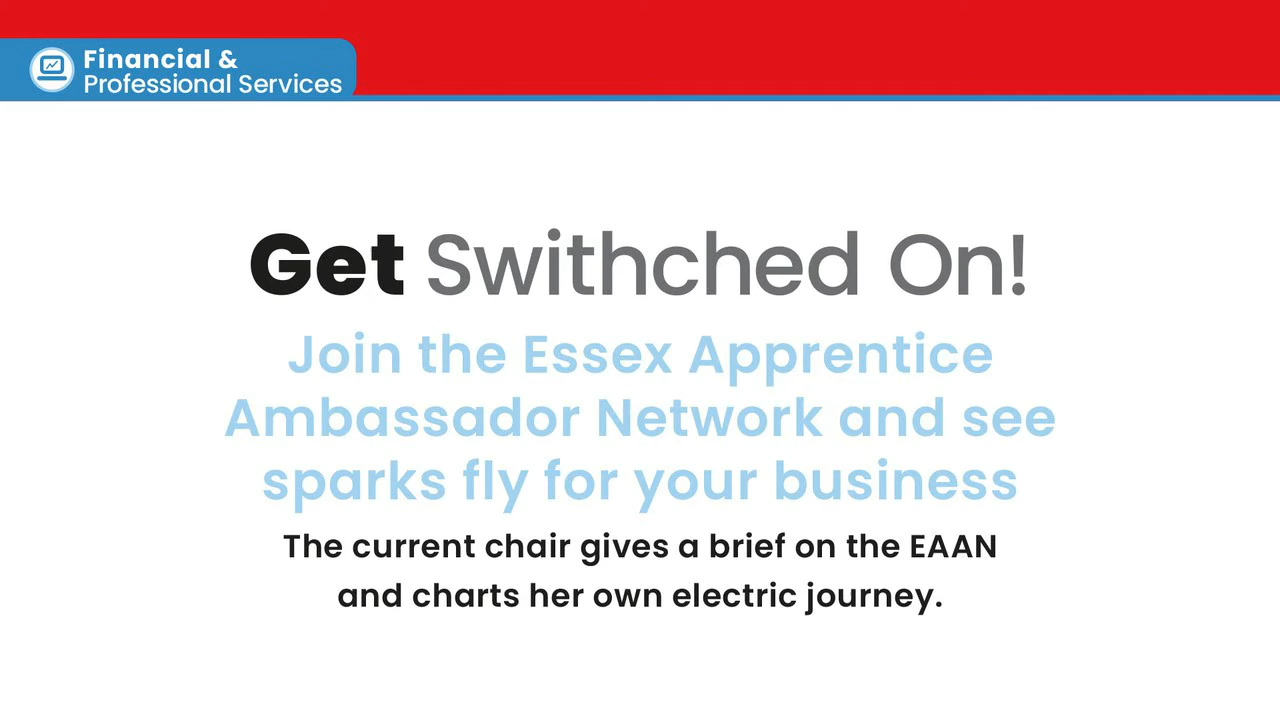 Financial &
Professional Services
Get Swithched On!
Join the Essex Apprentice
Ambassador Network and see
sparks fly for your business
The current chair gives a brief on the EAAN
and charts her own electric journey.